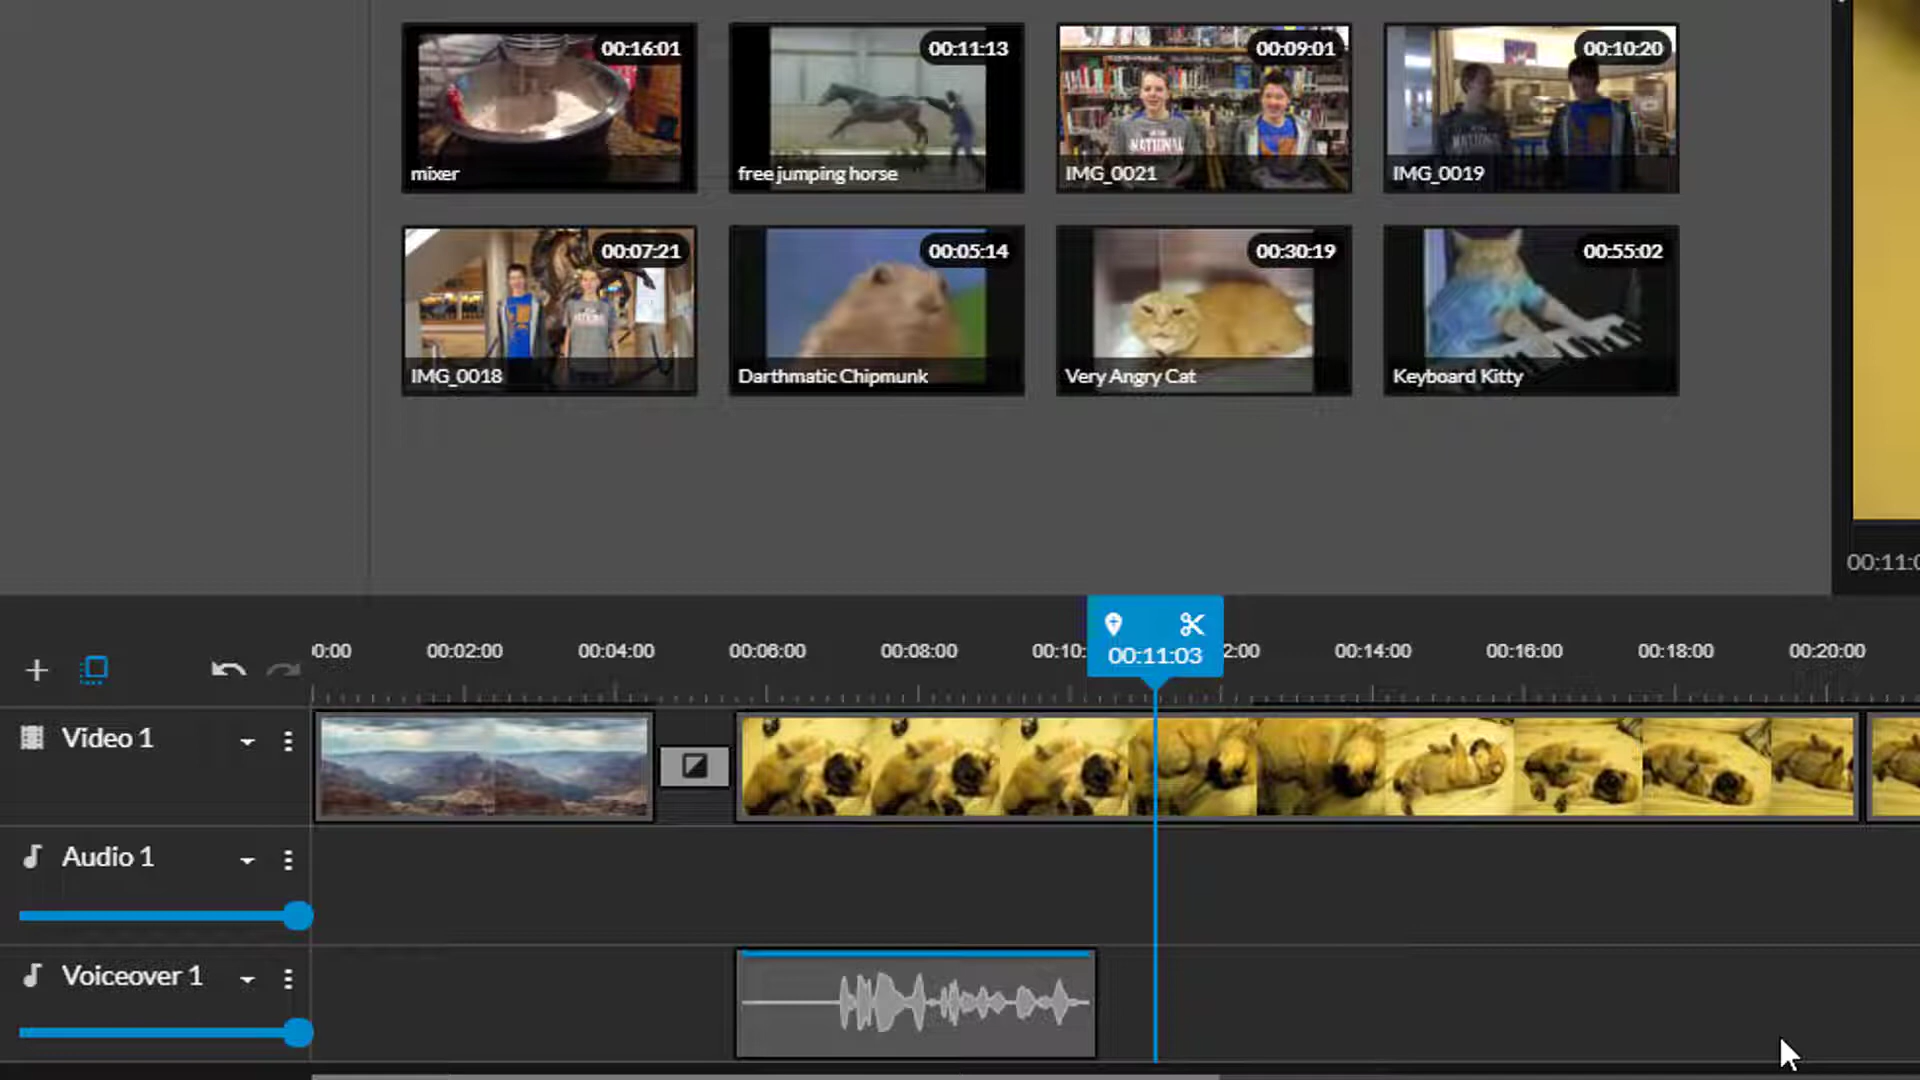 00:16:01
00:11:13
00:09:01
00:10:20
NATIONAL
mixer
free jumping horse
IMG_0021
IMG_0019
00:07:21
00:05:14
00:30:19
00:55:02
IMG_0018
Darthmatic Chipmunk
Very Angry Cat
Keyboard Kitty
00:11:0
0:00
00:02:00
00:04:00
00:06:00
00:08:00
00:10:
00:11:03
2:00
00:14:00
00:16:00
00:18:00
00:20:00
Video 1
Audio 1
Voiceover 1